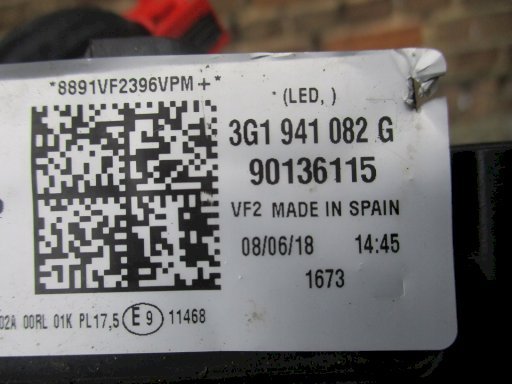 *8891VF2396VPM+*
* (LED, )
3G1 941 082 G
90136115
VF2 MADE IN SPAIN
08/06/18 14:45
1673
02A 00RL 01K PL17,5 E9 11468